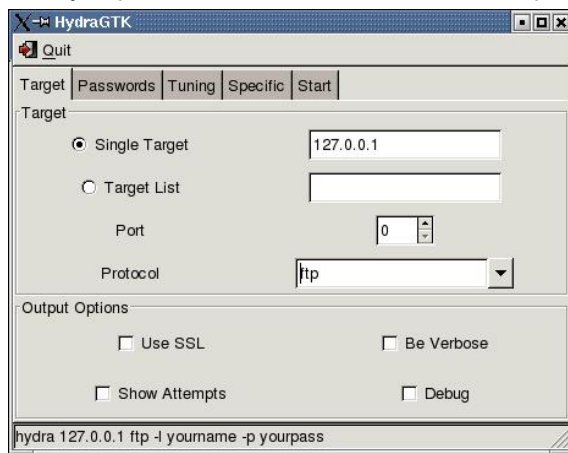 HydraGTK
Quit
Target Passwords Tuning Specific Start
Target
Single Target 127.0.0.1
Target List
Port 0
Protocol ftp
Output Options
Use SSL Be Verbose
Show Attempts Debug
hydra 127.0.0.1 ftp -l yourname -p yourpass